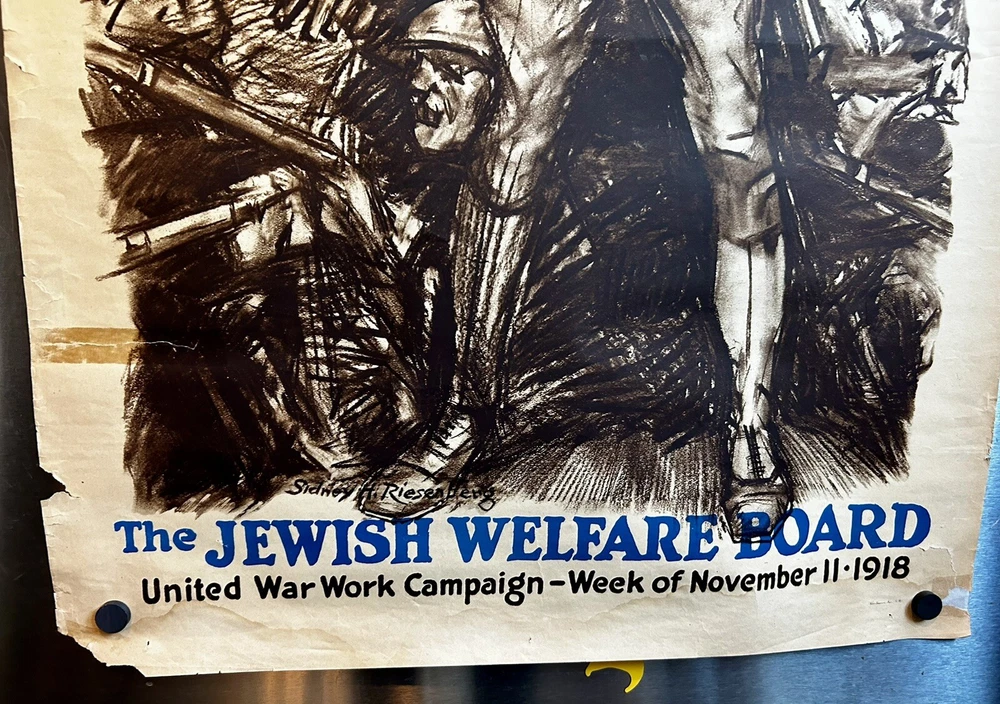 Sidney H. Riesenberg
The JEWISH WELFARE BOARD
United War Work Campaign–Week of November 11·1918